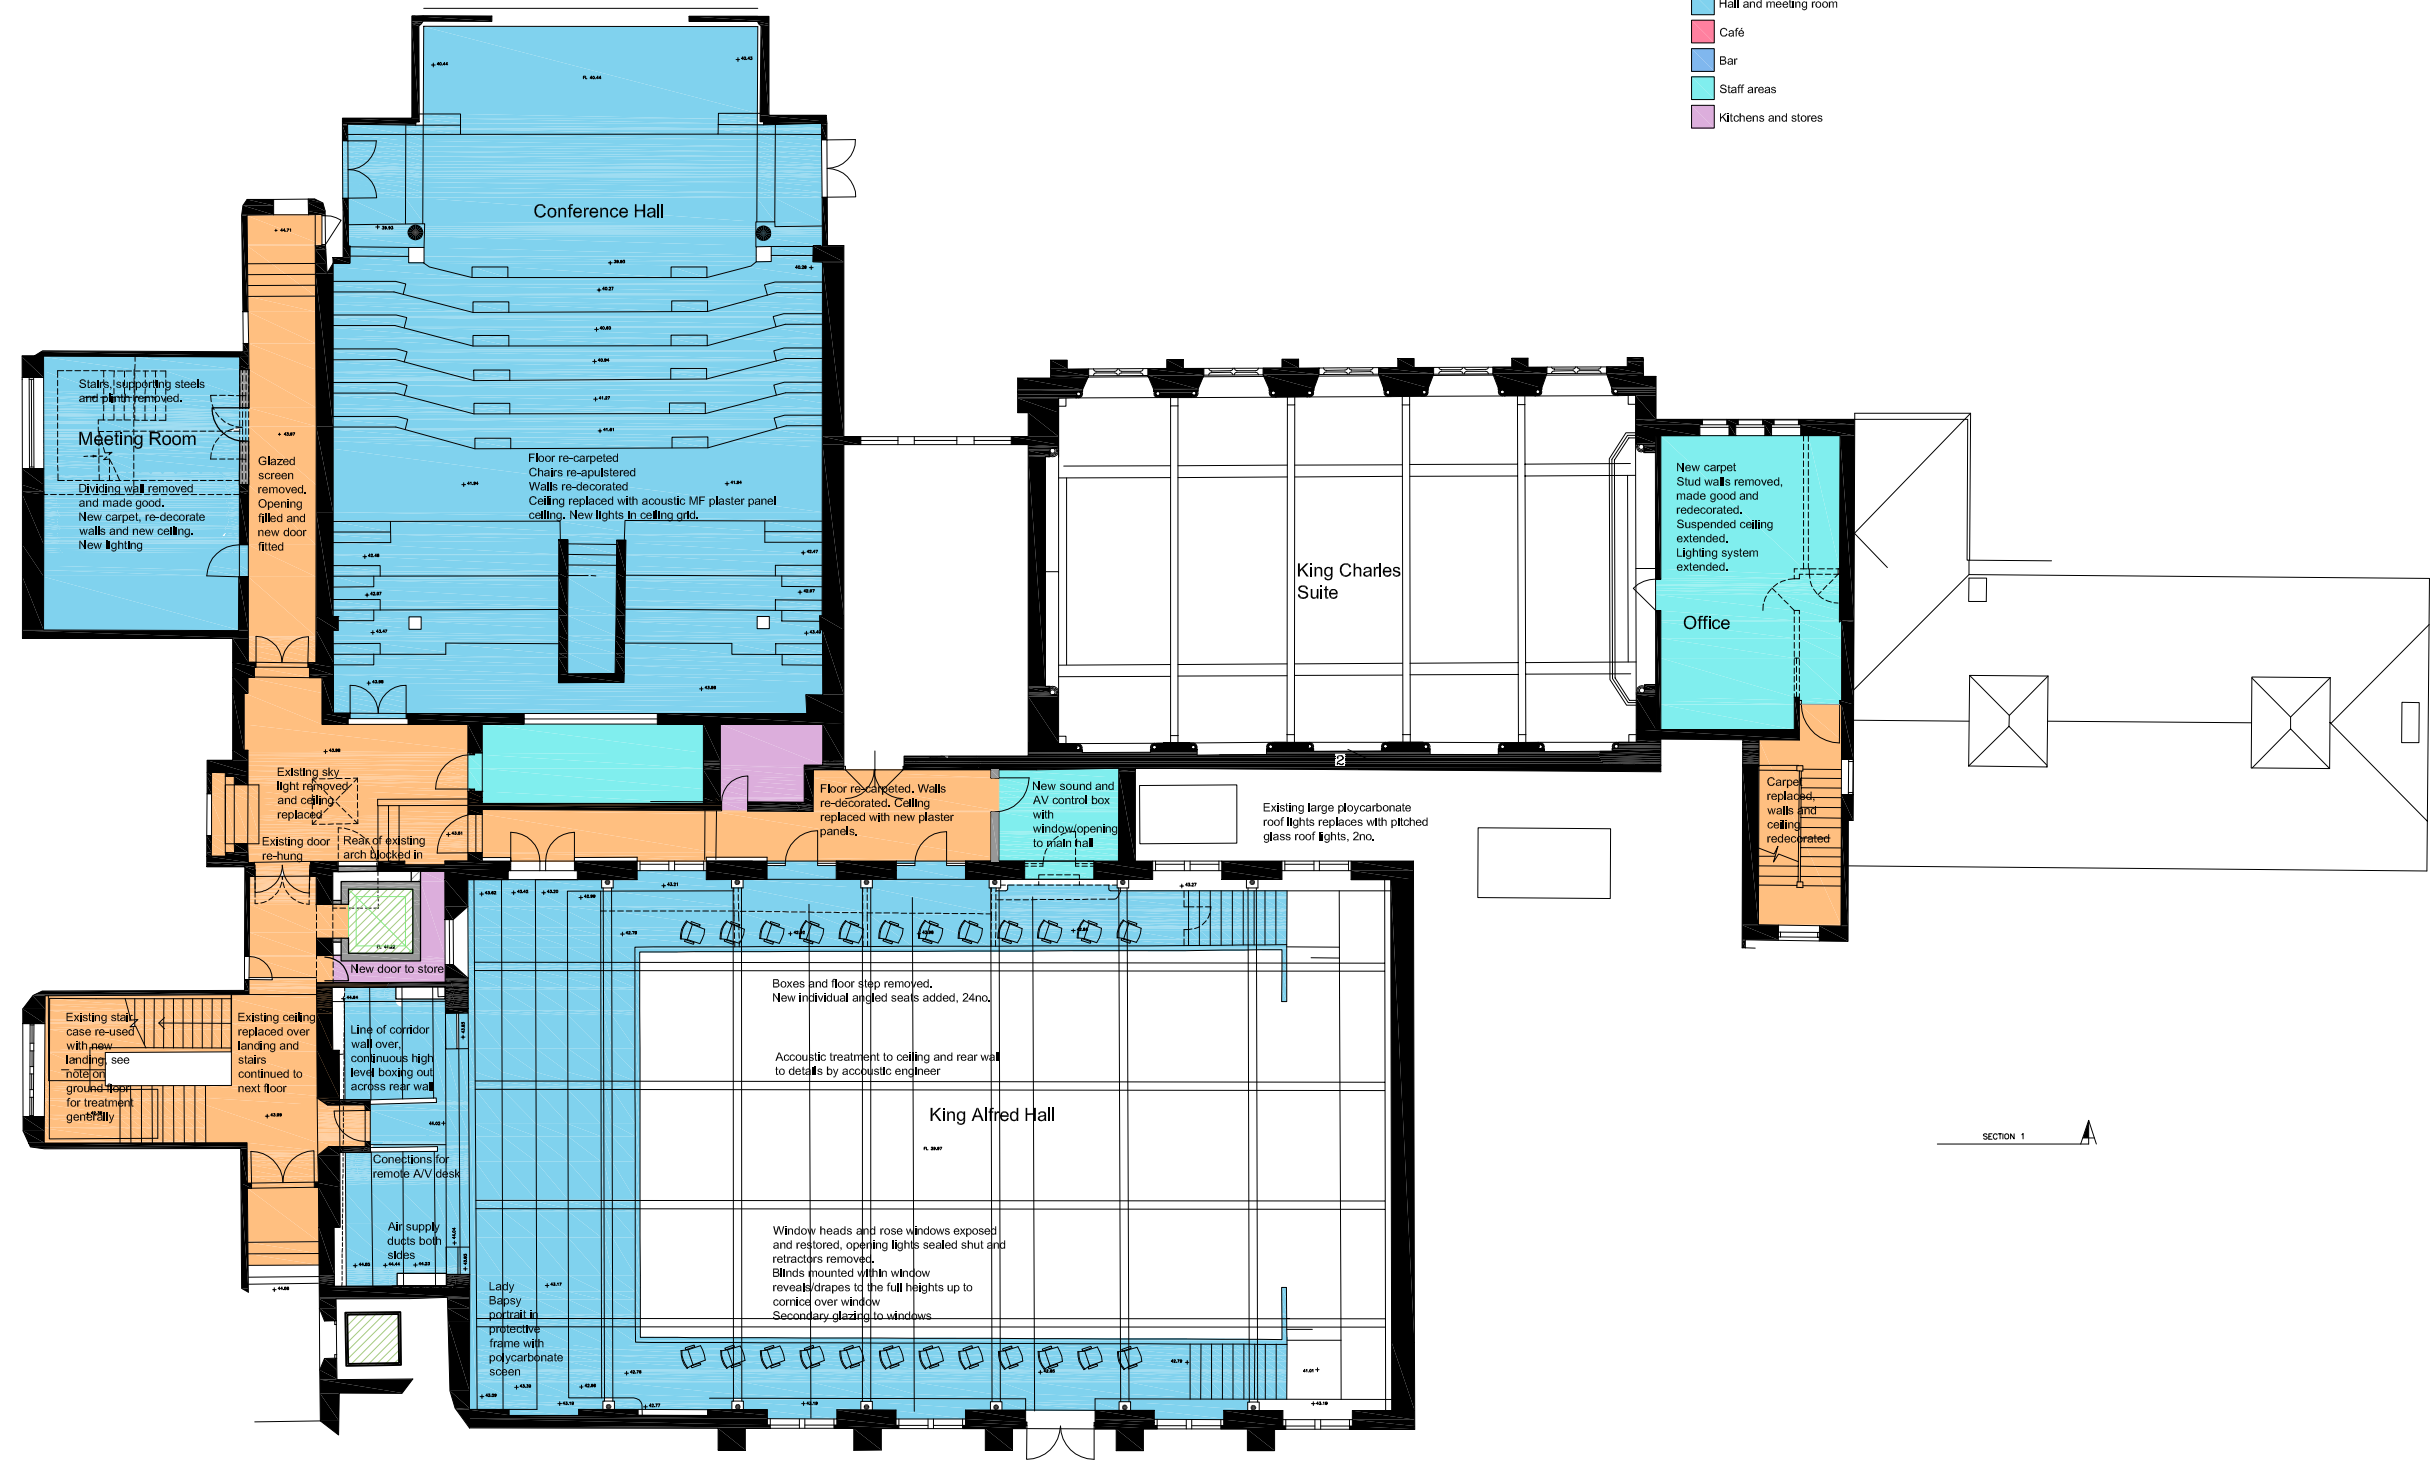 Hall and meeting room
Café
Bar
Staff areas
Kitchens and stores
Conference Hall
Stairs, supporting steels
and plinth removed.
Meeting Room
Dividing wall removed
and made good.
New carpet, re-decorate
walls and new ceiling.
New lighting
Glazed
screen
removed.
Opening
filled and
new door
fitted
Floor re-carpeted
Chairs re-apulstered
Walls re-decorated
Ceiling replaced with acoustic MF plaster panel
ceiling. New lights in ceiling grid.
King Charles
Suite
New carpet
Stud walls removed,
made good and
redecorated.
Suspended ceiling
extended.
Lighting system
extended.
Office
Existing sky
light removed
and ceiling
replaced
Existing door
re-hung
Rear of existing
arch blocked in
Floor re-carpeted. Walls
re-decorated. Ceiling
replaced with new plaster
panels.
New sound and
AV control box
with
window/opening
to main hall
Existing large ploycarbonate
roof lights replaces with pitched
glass roof lights, 2no.
Carpet
replaced,
walls and
ceiling
redecorated
New door to store
Boxes and floor step removed.
New individual angled seats added, 24no.
Existing stair
case re-used
with new
landing, see
note on
ground floor
for treatment
generally
Existing ceiling
replaced over
landing and
stairs
continued to
next floor
Line of corridor
wall over,
continuous high
level boxing out
across rear wall
Accoustic treatment to ceiling and rear wall
to details by accoustic engineer
King Alfred Hall
SECTION 1
Conections for
remote A/V desk
Air supply
ducts both
sides
Window heads and rose windows exposed
and restored, opening lights sealed shut and
retractors removed.
Blinds mounted within window
reveals/drapes to the full heights up to
cornice over window
Secondary glazing to windows
Lady
Bapsy
portrait in
protective
frame with
polycarbonate
sceen